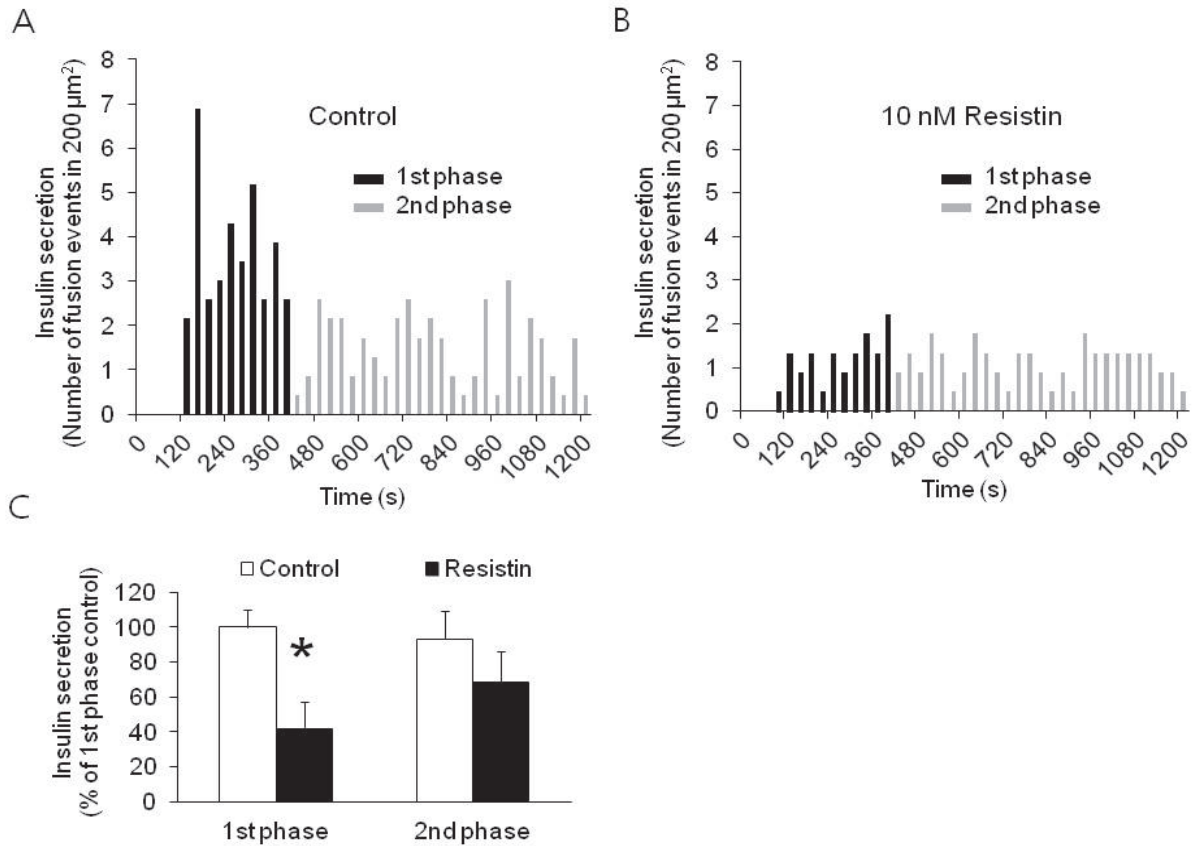 A
Insulin secretion
(Number of fusion events in 200 μm²)
8
7
6
5
4
3
2
1
0
Control
1st phase
2nd phase
0
120
240
360
480
600
720
840
960
1080
1200
Time (s)
B
Insulin secretion
(Number of fusion events in 200 μm²)
8
7
6
5
4
3
2
1
0
10 nM Resistin
1st phase
2nd phase
0
120
240
360
480
600
720
840
960
1080
1200
Time (s)
C
Insulin secretion
(% of 1st phase control)
Control
Resistin
120
100
80
60
40
20
0
*
1st phase
2nd phase